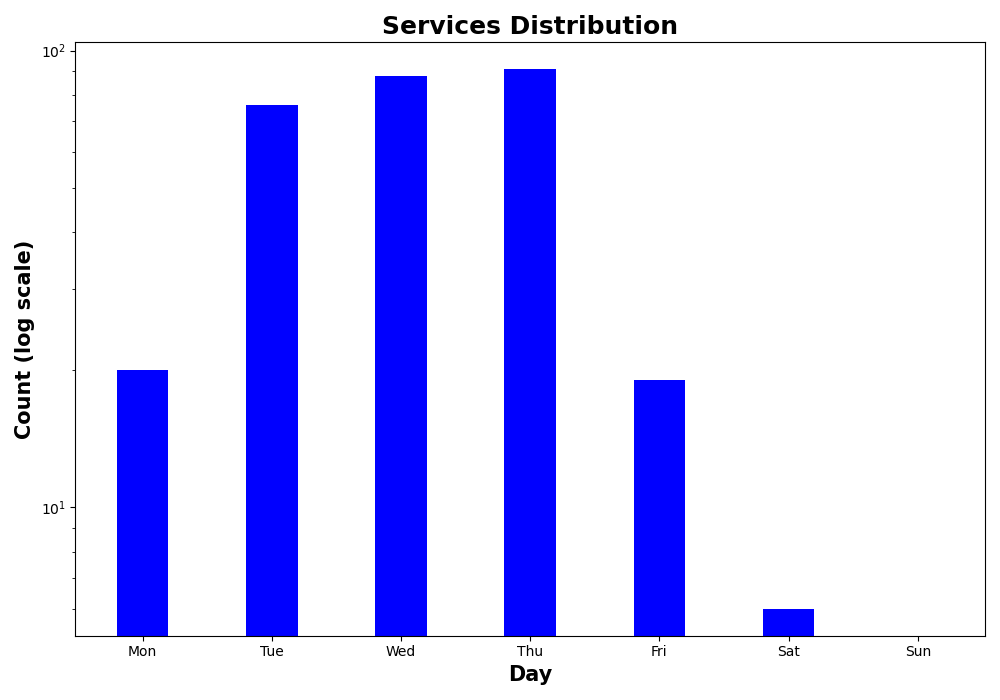 Services Distribution
Count (log scale)
10²
10¹
Mon Tue Wed Thu Fri Sat Sun
Day